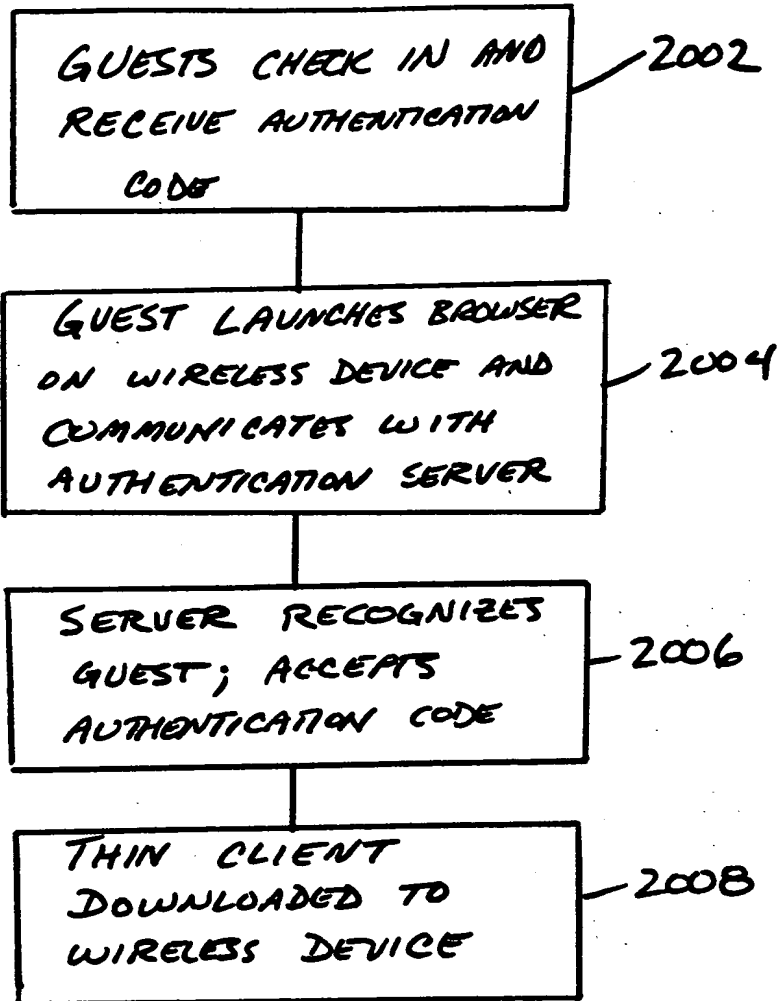 GUESTS CHECK IN AND
RECEIVE AUTHENTICATION
CODE
2002
GUEST LAUNCHES BROWSER
ON WIRELESS DEVICE AND
COMMUNICATES WITH
AUTHENTICATION SERVER
2004
SERVER RECOGNIZES
GUEST; ACCEPTS
AUTHENTICATION CODE
2006
THIN CLIENT
DOWNLOADED TO
WIRELESS DEVICE
2008